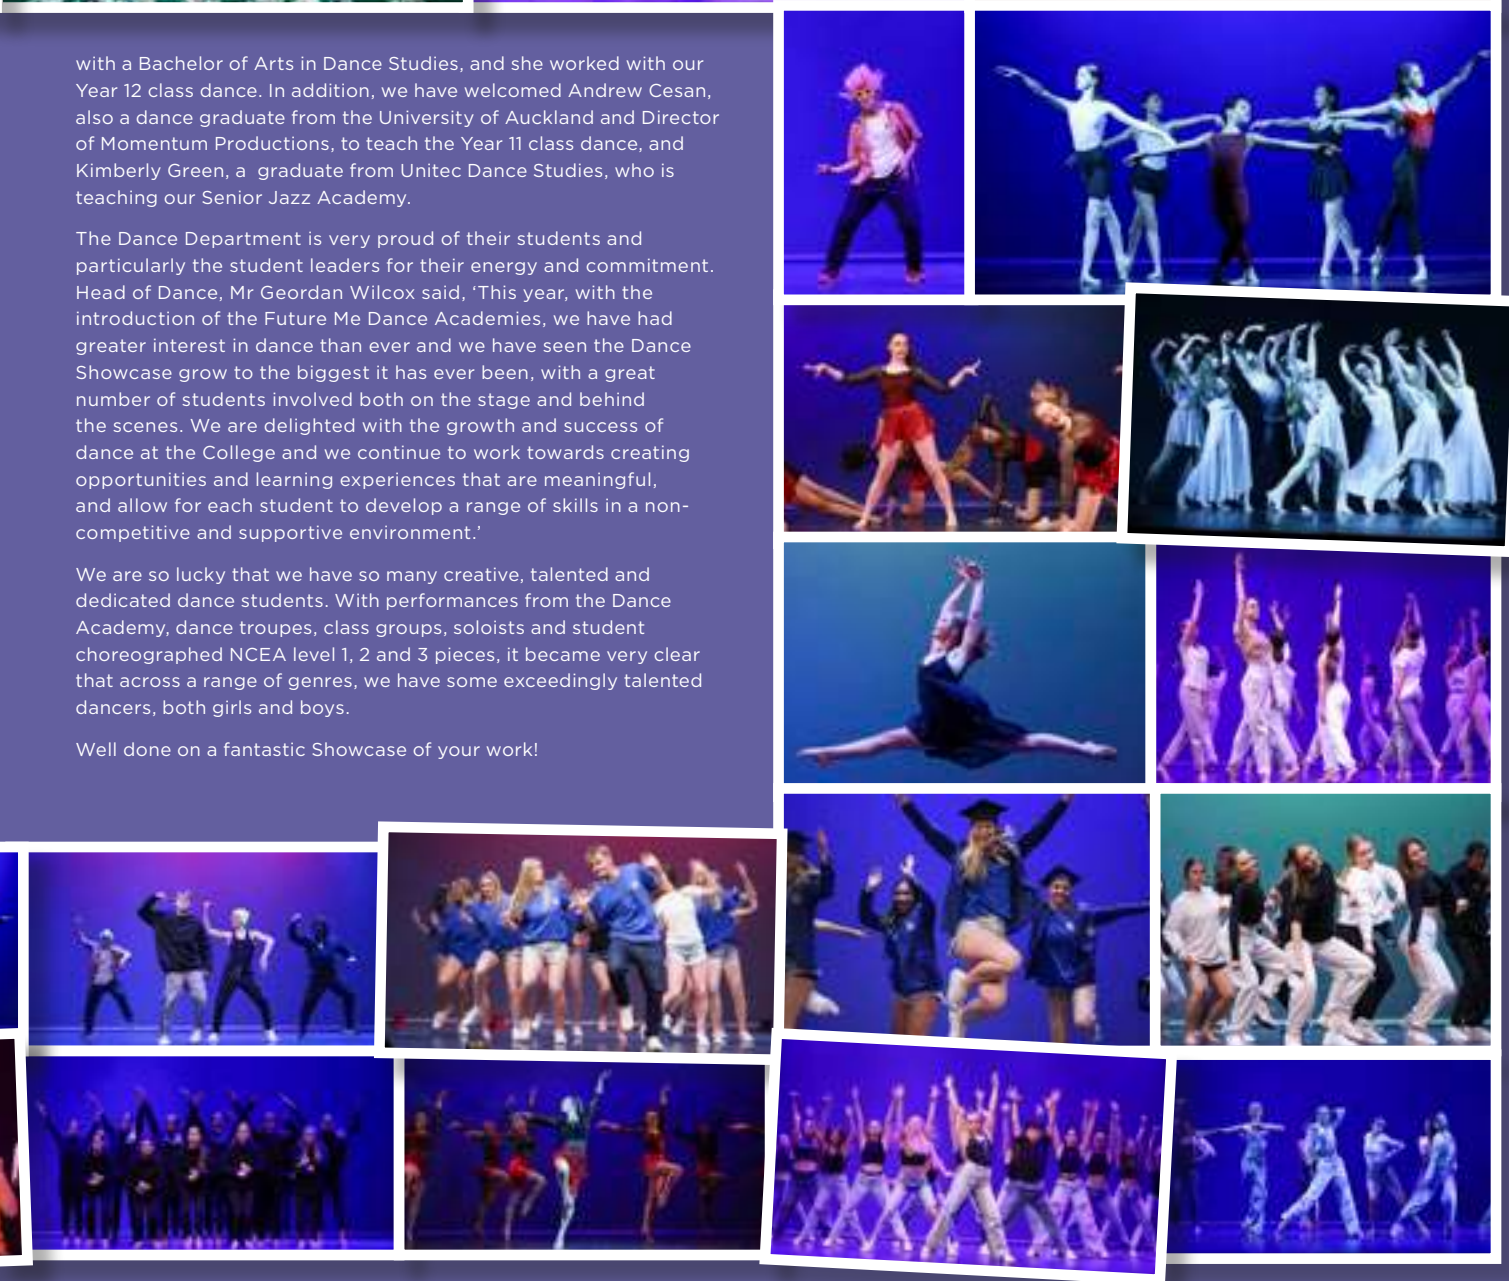 with a Bachelor of Arts in Dance Studies, and she worked with our
Year 12 class dance. In addition, we have welcomed Andrew Cesan,
also a dance graduate from the University of Auckland and Director
of Momentum Productions, to teach the Year 11 class dance, and
Kimberly Green, a  graduate from Unitec Dance Studies, who is
teaching our Senior Jazz Academy.
The Dance Department is very proud of their students and
particularly the student leaders for their energy and commitment.
Head of Dance, Mr Geordan Wilcox said, ‘This year, with the
introduction of the Future Me Dance Academies, we have had
greater interest in dance than ever and we have seen the Dance
Showcase grow to the biggest it has ever been, with a great
number of students involved both on the stage and behind
the scenes. We are delighted with the growth and success of
dance at the College and we continue to work towards creating
opportunities and learning experiences that are meaningful,
and allow for each student to develop a range of skills in a non-
competitive and supportive environment.’
We are so lucky that we have so many creative, talented and
dedicated dance students. With performances from the Dance
Academy, dance troupes, class groups, soloists and student
choreographed NCEA level 1, 2 and 3 pieces, it became very clear
that across a range of genres, we have some exceedingly talented
dancers, both girls and boys.
Well done on a fantastic Showcase of your work!